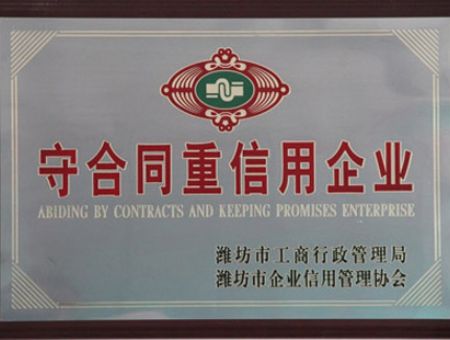 守合同重信用企业
ABIDING BY CONTRACTS AND KEEPING PROMISES ENTERPRISE
潍坊市工商行政管理局
潍坊市企业信用管理协会